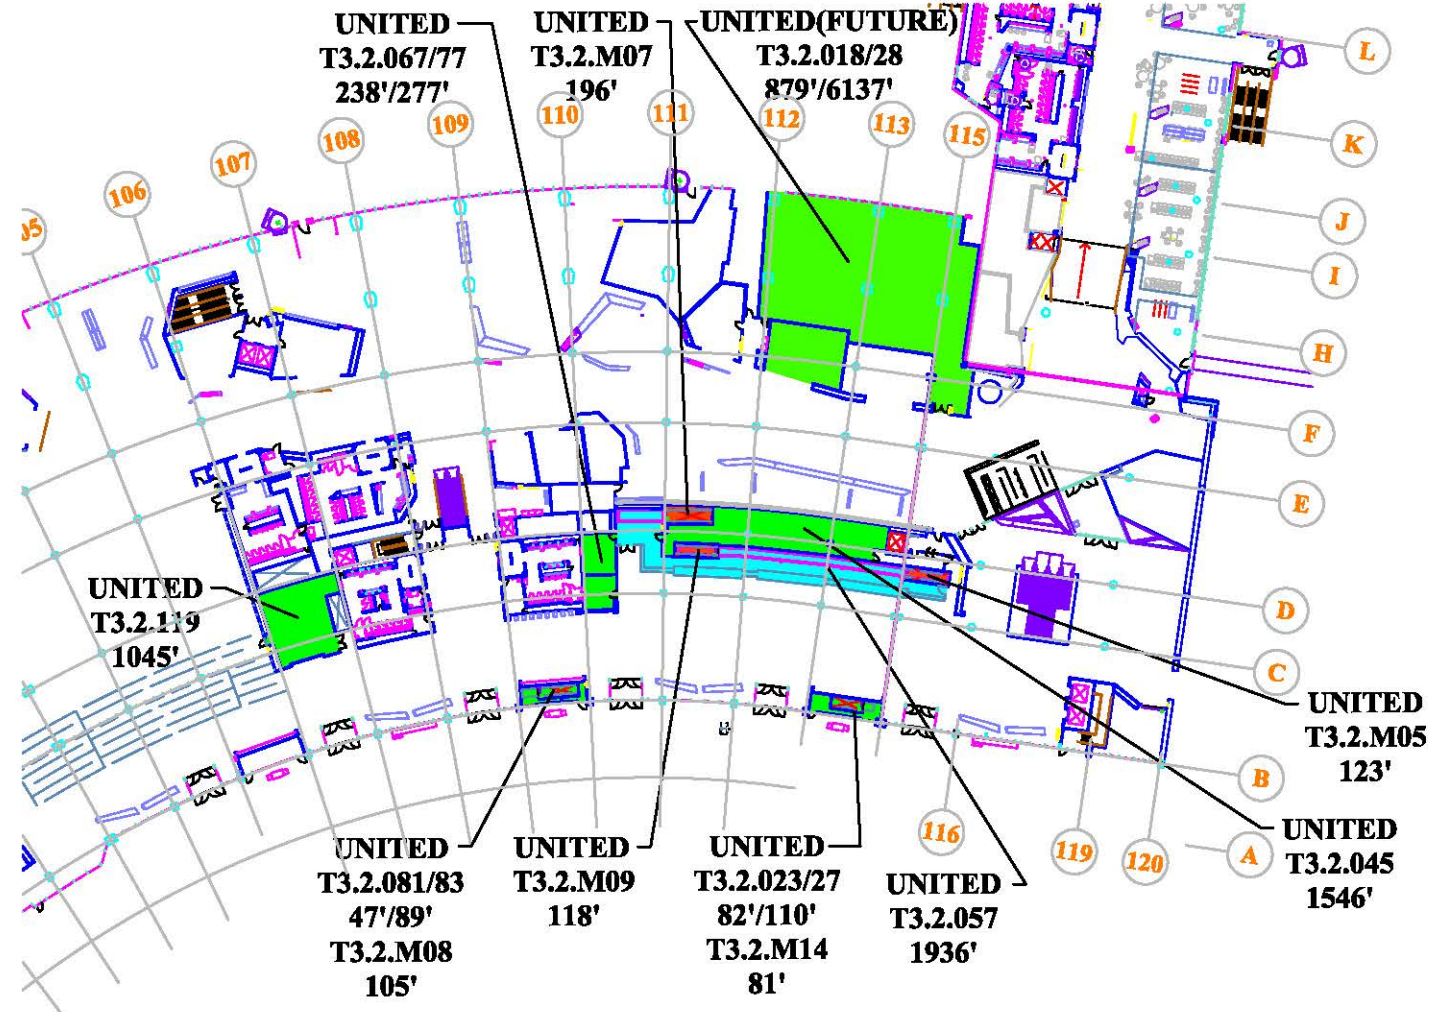 UNITED
T3.2.067/77
238'/277'
UNITED
T3.2.M07
196'
UNITED(FUTURE)
T3.2.018/28
879'/6137'
L
K
J
I
H
F
E
D
C
B
A
05
106
107
108
109
110
111
112
113
115
116
119
120
UNITED
T3.2.119
1045'
UNITED
T3.2.081/83
47'/89'
T3.2.M08
105'
UNITED
T3.2.M09
118'
UNITED
T3.2.023/27
82'/110'
T3.2.M14
81'
UNITED
T3.2.057
1936'
UNITED
T3.2.M05
123'
UNITED
T3.2.045
1546'